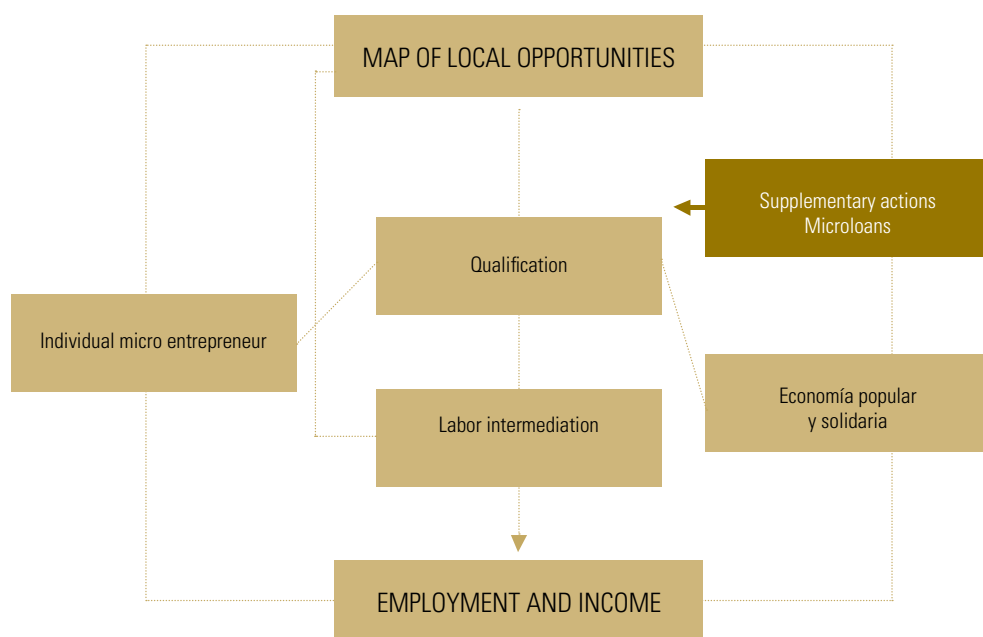 MAP OF LOCAL OPPORTUNITIES
Supplementary actions
Microloans
Qualification
Individual micro entrepreneur
Economía popular
y solidaria
Labor intermediation
EMPLOYMENT AND INCOME